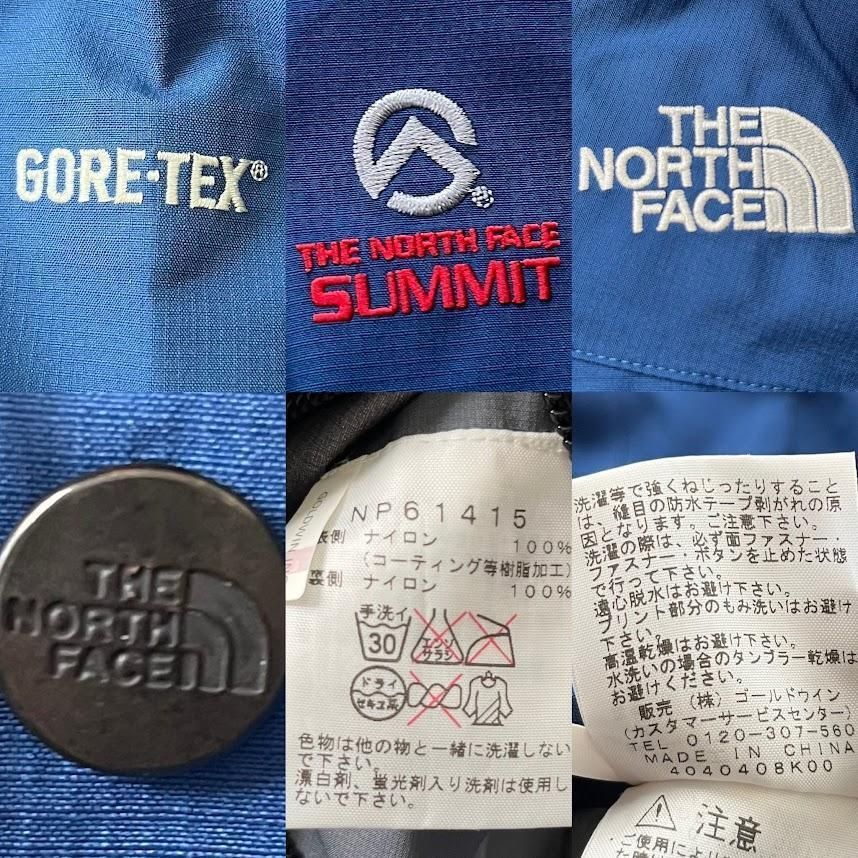 GORE-TEX®
THE NORTH FACE
SUMMIT
THE
NORTH
FACE
THE
NORTH
FACE
GOLDWIN
NP61415
表側 ナイロン 100%
(コーティング等樹脂加工)
裏側 ナイロン 100%
手洗イ
30
エンソ
サラシ
ドライ
セキユ系
色物は他の物と一緒に洗濯しない
で下さい。
漂白剤、蛍光剤入り洗剤は使用し
ないで下さい。
洗濯等で強くねじったりすること
は、縫目の防水テープ剥がれの原
因となります。ご注意下さい。
洗濯の際は、必ず面ファスナー・
ファスナー・ボタンを止めた状態
で行って下さい。
遠心脱水はお避け下さい。
プリント部分のもみ洗いはお避け
下さい。
高温乾燥はお避け下さい。
水洗いの場合のタンブラー乾燥は
お避けください。
販売 (株)ゴールドウイン
(カスタマーサービスセンター)
TEL 0120-307-560
MADE IN CHINA
404040BK00
注意
ご使用により